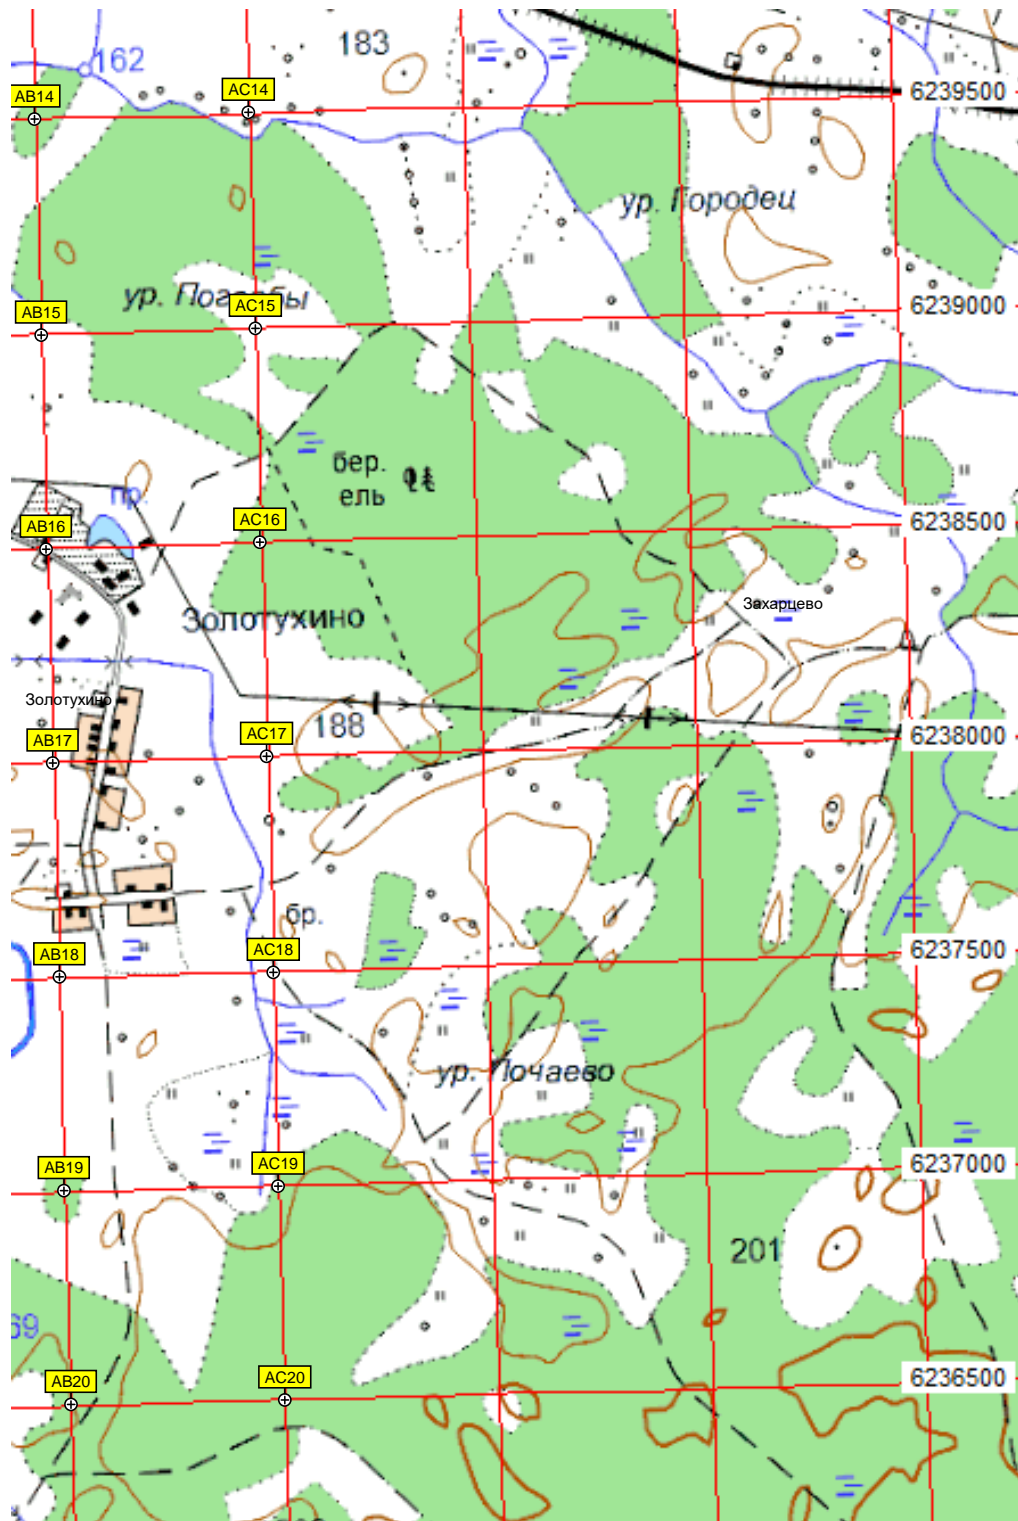 183
162
AB14
AC14
6239500
ур. Городец
ур. Погребы
AB15
AC15
6239000
бер.
ель
пр.
AB16
AC16
6238500
Захарцево
Золотухино
Золотухино
188
AB17
AC17
6238000
бр.
AB18
AC18
6237500
ур. Почаево
AB19
AC19
6237000
201
69
AB20
AC20
6236500